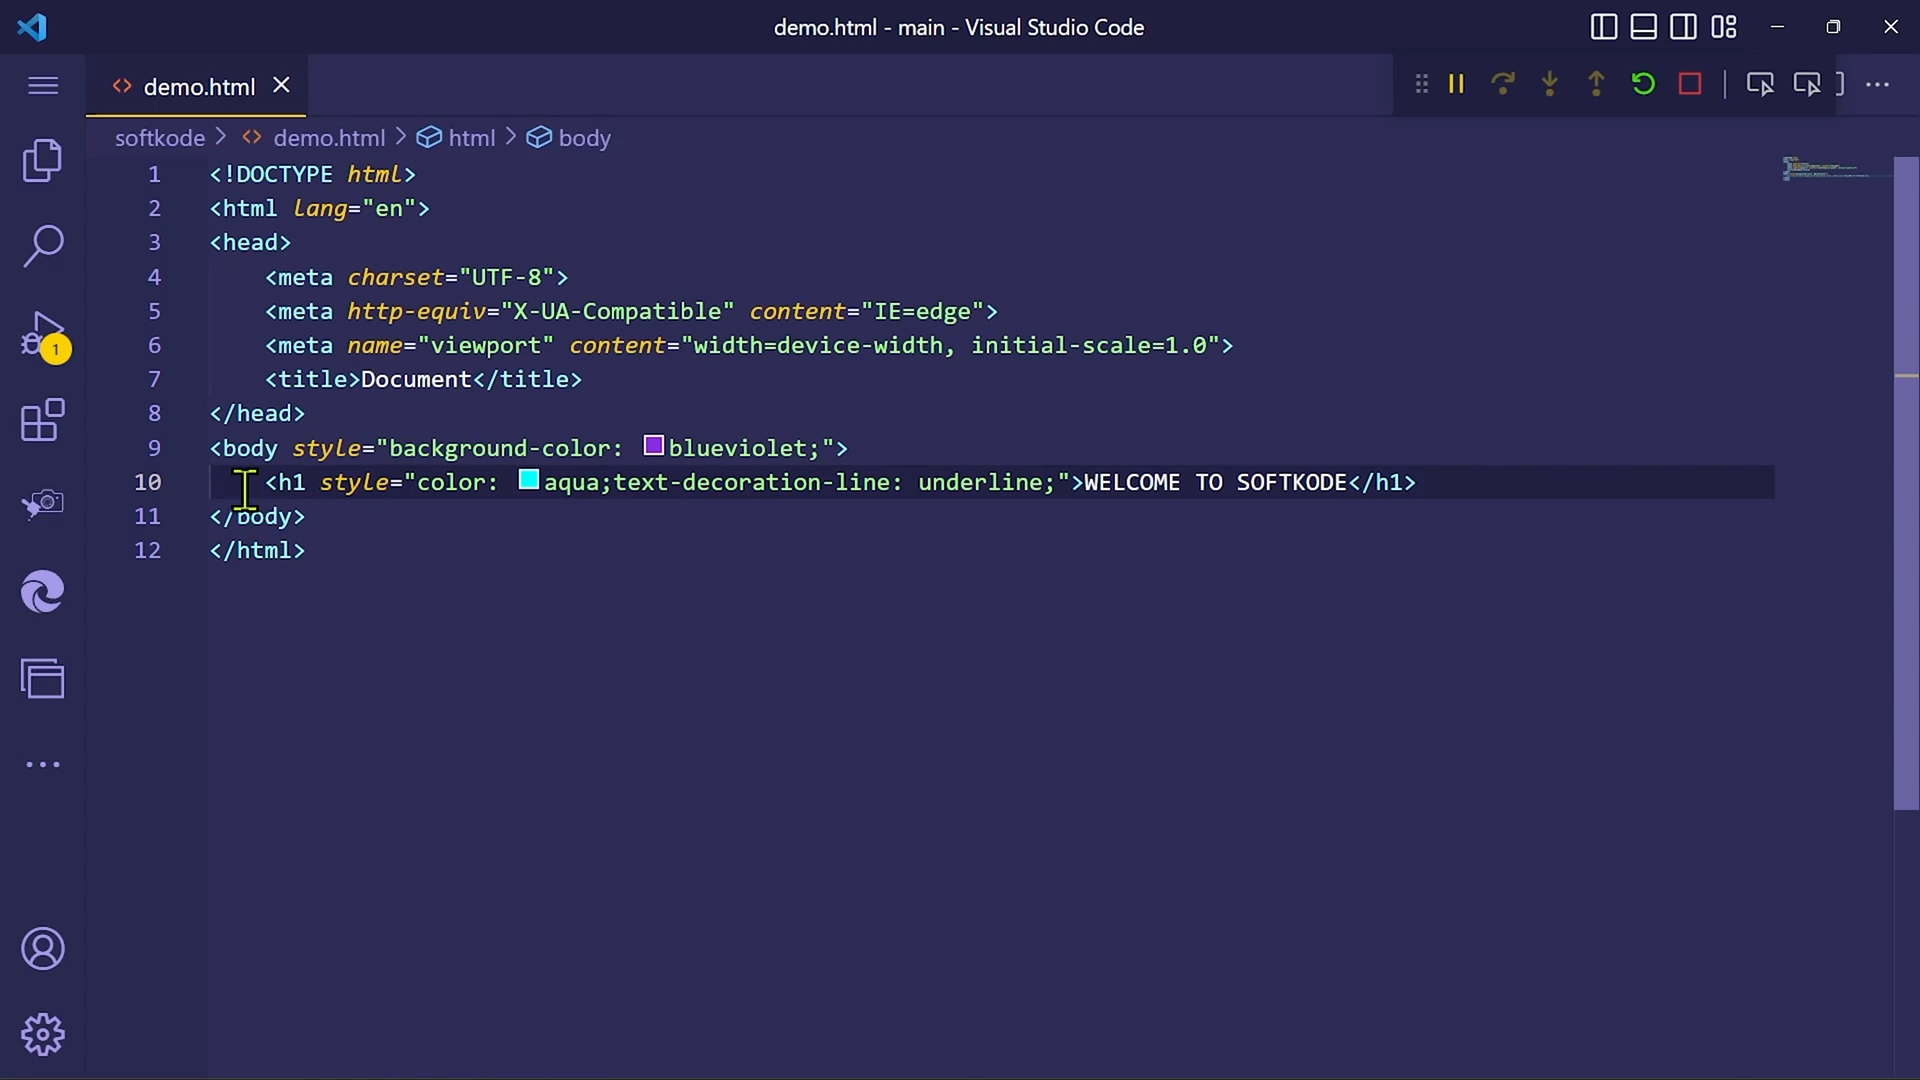 demo.html - main - Visual Studio Code
demo.html
softkode > demo.html > html > body
1 <!DOCTYPE html>
2 <html lang="en">
3 <head>
4     <meta charset="UTF-8">
5     <meta http-equiv="X-UA-Compatible" content="IE=edge">
6     <meta name="viewport" content="width=device-width, initial-scale=1.0">
7     <title>Document</title>
8 </head>
9 <body style="background-color: blueviolet;">
10     <h1 style="color: aqua;text-decoration-line: underline;">WELCOME TO SOFTKODE</h1>
11 </body>
12 </html>
1